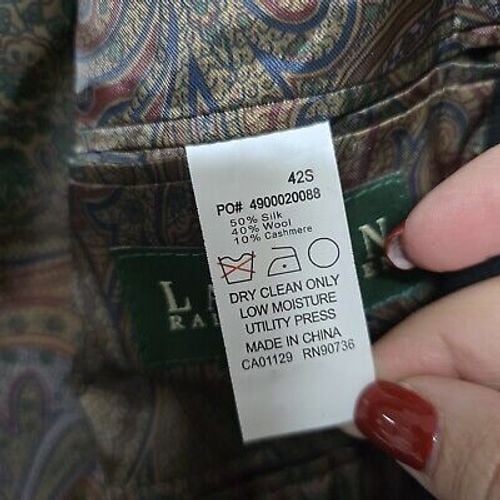 42S
PO# 4900020088
50% Silk
40% Wool
10% Cashmere
DRY CLEAN ONLY
LOW MOISTURE
UTILITY PRESS
MADE IN CHINA
CA01129 RN90736